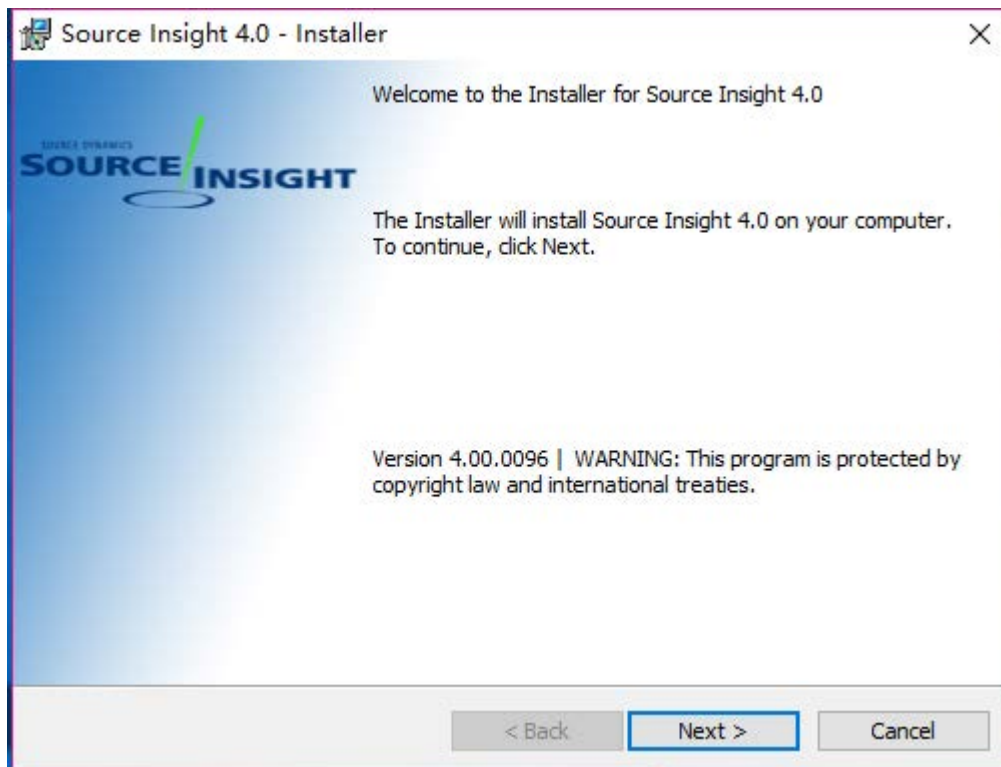 Source Insight 4.0 - Installer
Welcome to the Installer for Source Insight 4.0
SOURCE DYNAMICS
SOURCE INSIGHT
The Installer will install Source Insight 4.0 on your computer.
To continue, click Next.
Version 4.00.0096 | WARNING: This program is protected by
copyright law and international treaties.
< Back
Next >
Cancel